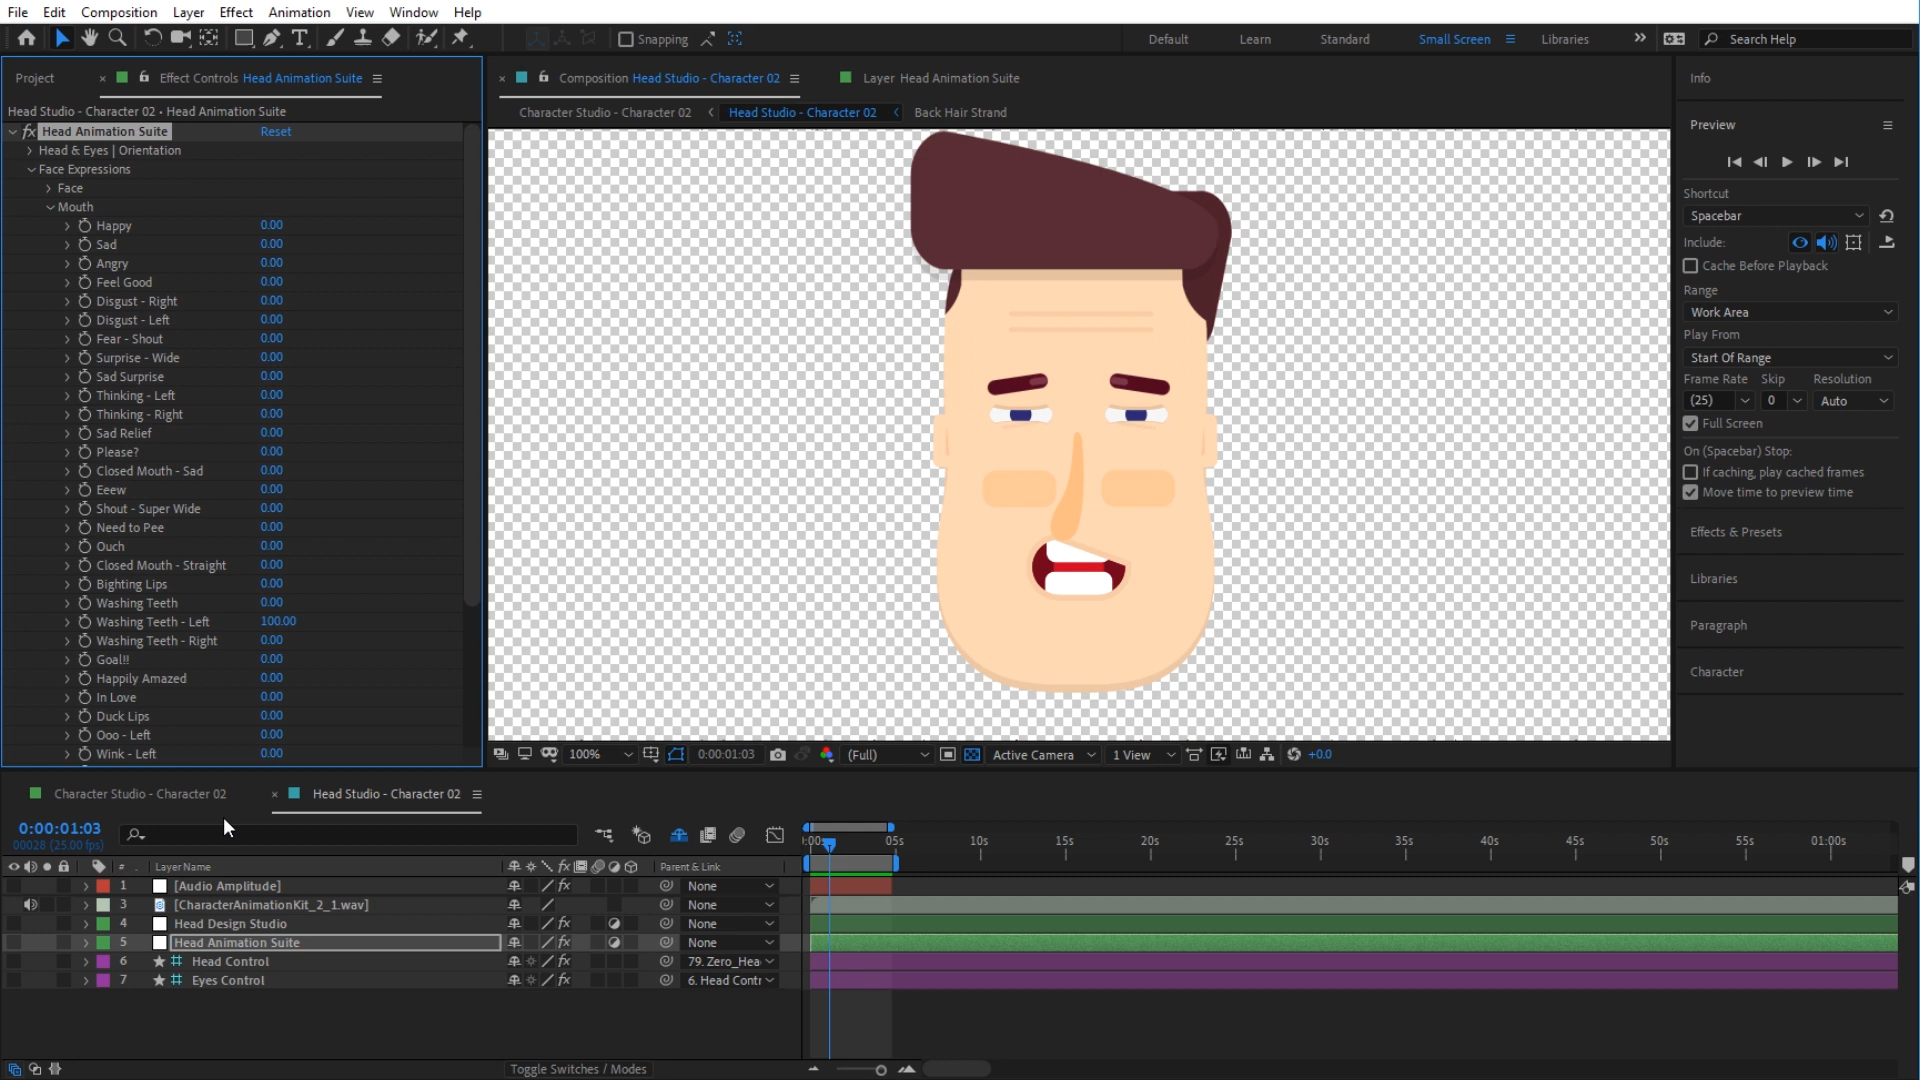 File Edit Composition Layer Effect Animation View Window Help
Snapping Default Learn Standard Small Screen Libraries Search Help
Project Effect Controls Head Animation Suite
Composition Head Studio - Character 02 Layer Head Animation Suite
Head Studio - Character 02 • Head Animation Suite
Character Studio - Character 02 Head Studio - Character 02 Back Hair Strand
fx Head Animation Suite Reset
Head & Eyes | Orientation
Face Expressions
Face
Mouth
Happy 0.00
Sad 0.00
Angry 0.00
Feel Good 0.00
Disgust - Right 0.00
Disgust - Left 0.00
Fear - Shout 0.00
Surprise - Wide 0.00
Sad Surprise 0.00
Thinking - Left 0.00
Thinking - Right 0.00
Sad Relief 0.00
Please? 0.00
Closed Mouth - Sad 0.00
Eeew 0.00
Shout - Super Wide 0.00
Need to Pee 0.00
Ouch 0.00
Closed Mouth - Straight 0.00
Bighting Lips 0.00
Washing Teeth 0.00
Washing Teeth - Left 100.00
Washing Teeth - Right 0.00
Goal!! 0.00
Happily Amazed 0.00
In Love 0.00
Duck Lips 0.00
Ooo - Left 0.00
Wink - Left 0.00
100% 0:00:01:03 (Full) Active Camera 1 View +0.0
Info
Preview
Shortcut
Spacebar
Include:
Cache Before Playback
Range
Work Area
Play From
Start Of Range
Frame Rate Skip Resolution
(25) 0 Auto
Full Screen
On (Spacebar) Stop:
If caching, play cached frames
Move time to preview time
Effects & Presets
Libraries
Paragraph
Character
Character Studio - Character 02 Head Studio - Character 02
0:00:01:03
00028 (25.00 fps)
:00s 05s 10s 15s 20s 25s 30s 35s 40s 45s 50s 55s 01:00s
# . Layer Name fx Parent & Link
1 [Audio Amplitude] fx None
3 [CharacterAnimationKit_2_1.wav] None
4 Head Design Studio fx None
5 Head Animation Suite fx None
6 Head Control fx 79. Zero_Hea
7 Eyes Control fx 6. Head Contr
Toggle Switches / Modes